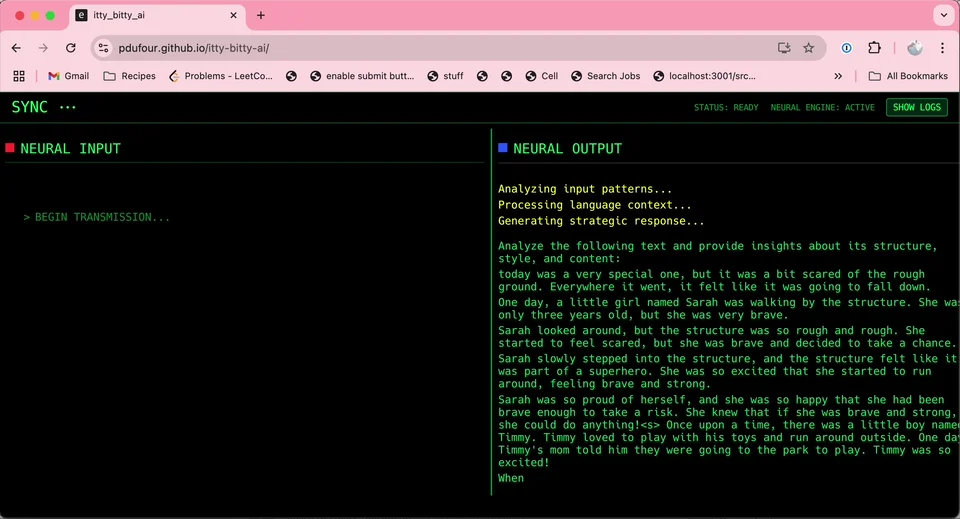 itty_bitty_ai
pdufour.github.io/itty-bitty-ai/
Gmail
Recipes
Problems - LeetCo...
enable submit butt...
stuff
Cell
Search Jobs
localhost:3001/src...
All Bookmarks
SYNC ...
STATUS: READY
NEURAL ENGINE: ACTIVE
SHOW LOGS
NEURAL INPUT
> BEGIN TRANSMISSION...
NEURAL OUTPUT
Analyzing input patterns...
Processing language context...
Generating strategic response...
Analyze the following text and provide insights about its structure,
style, and content:
today was a very special one, but it was a bit scared of the rough
ground. Everywhere it went, it felt like it was going to fall down.
One day, a little girl named Sarah was walking by the structure. She was
only three years old, but she was very brave.
Sarah looked around, but the structure was so rough and rough. She
started to feel scared, but she was brave and decided to take a chance.
Sarah slowly stepped into the structure, and the structure felt like it
was part of a superhero. She was so excited that she started to run
around, feeling brave and strong.
Sarah was so proud of herself, and she was so happy that she had been
brave enough to take a risk. She knew that if she was brave and strong,
she could do anything!<s> Once upon a time, there was a little boy named
Timmy. Timmy loved to play with his toys and run around outside. One day
Timmy's mom told him they were going to the park to play. Timmy was so
excited!
When